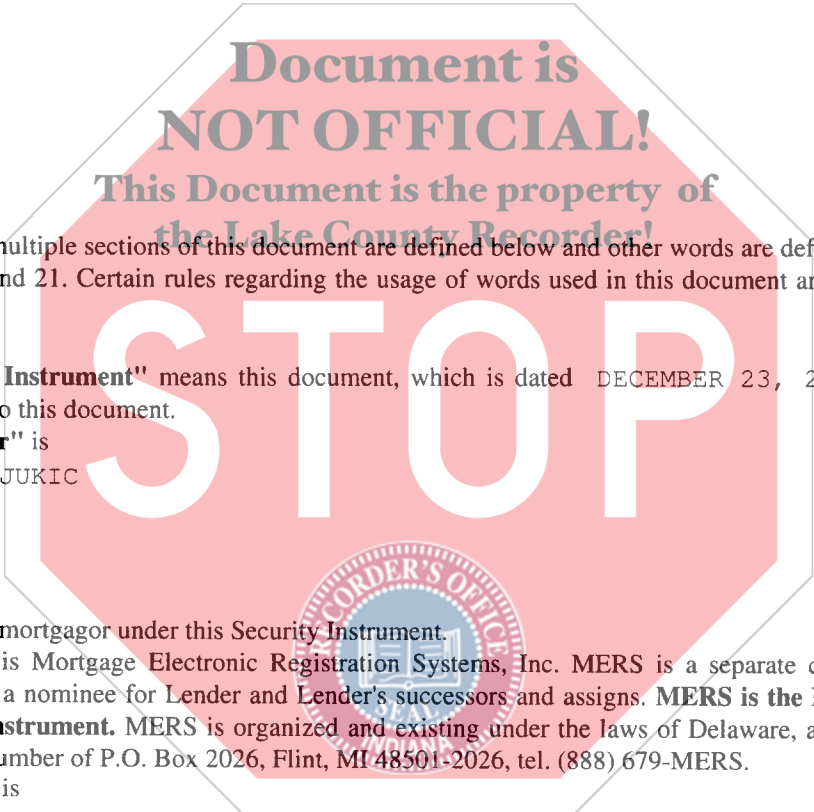 Document is
NOT OFFICIAL!
This Document is the property of
the Lake County Recorder!
multiple sections of this document are defined below and other words are def
nd 21. Certain rules regarding the usage of words used in this document a
STOP
Instrument" means this document, which is dated DECEMBER 23, 2
o this document.
r" is
JUKIC
RECORDER'S OFFICE
SEAL
INDIANA
mortgagor under this Security Instrument.
is Mortgage Electronic Registration Systems, Inc. MERS is a separate c
a nominee for Lender and Lender's successors and assigns. MERS is the
nstrument. MERS is organized and existing under the laws of Delaware, a
umber of P.O. Box 2026, Flint, MI 48501-2026, tel. (888) 679-MERS.
is